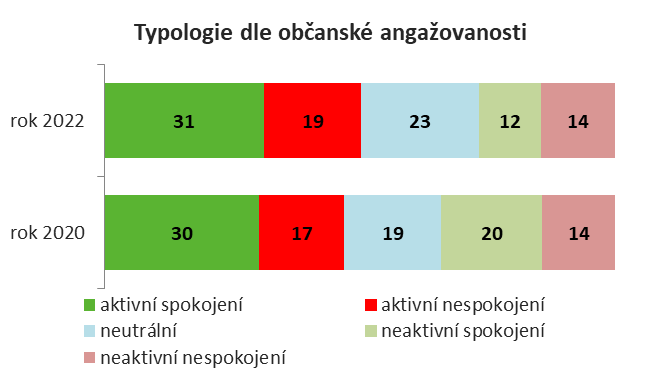 Typologie dle občanské angažovanosti
rok 2022 31 19 23 12 14
rok 2020 30 17 19 20 14
aktivní spokojení aktivní nespokojení
neutrální neaktivní spokojení
neaktivní nespokojení